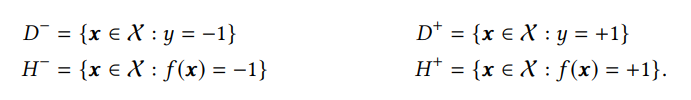 D⁻ = {x ∈ 𝒳 : y = −1} D⁺ = {x ∈ 𝒳 : y = +1}
H⁻ = {x ∈ 𝒳 : f(x) = −1} H⁺ = {x ∈ 𝒳 : f(x) = +1}.